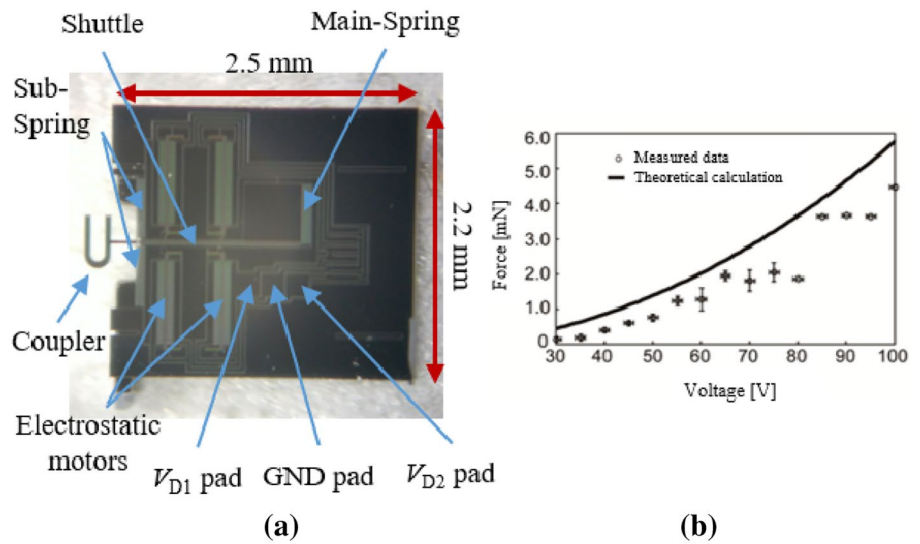 Shuttle
Main-Spring
2.5 mm
Sub-
Spring
2.2 mm
Coupler
Electrostatic
motors
VD1 pad
GND pad
VD2 pad
(a)
6.0
5.0
4.0
3.0
2.0
1.0
0
Force [mN]
Measured data
Theoretical calculation
30
40
50
60
70
80
90
100
Voltage [V]
(b)